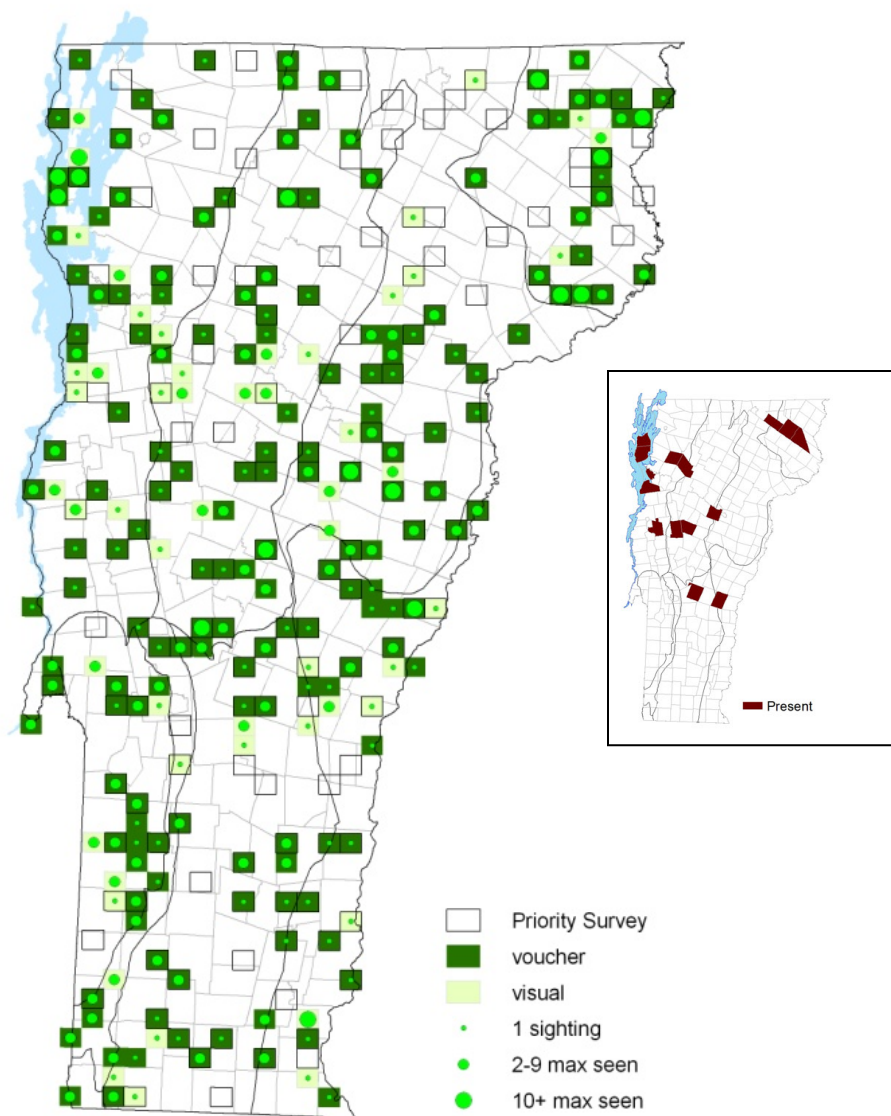 Present
Priority Survey
voucher
visual
1 sighting
2-9 max seen
10+ max seen